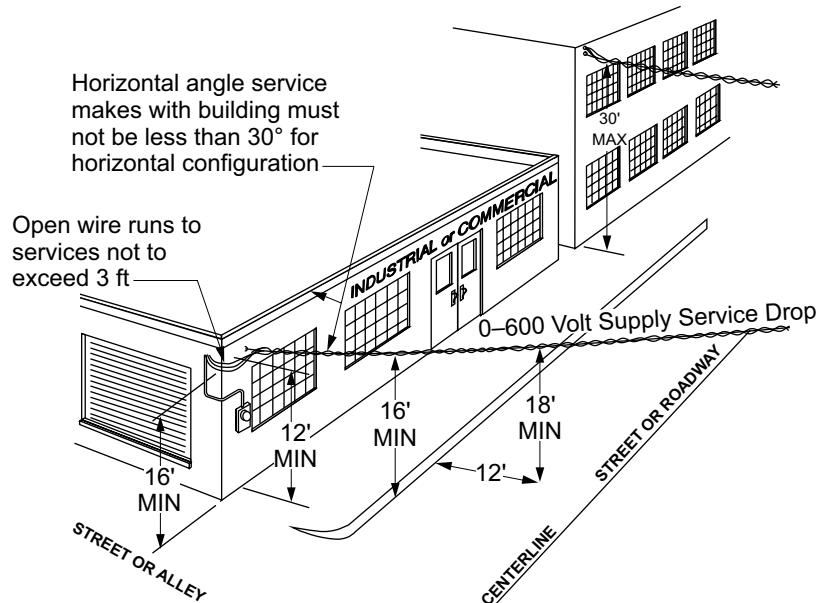 Horizontal angle service
makes with building must
not be less than 30° for
horizontal configuration
30'
MAX
Open wire runs to
services not to
exceed 3 ft
INDUSTRIAL or COMMERCIAL
0–600 Volt Supply Service Drop
16'
MIN
12'
MIN
16'
MIN
18'
MIN
12'
STREET OR ALLEY
CENTERLINE
STREET OR ROADWAY